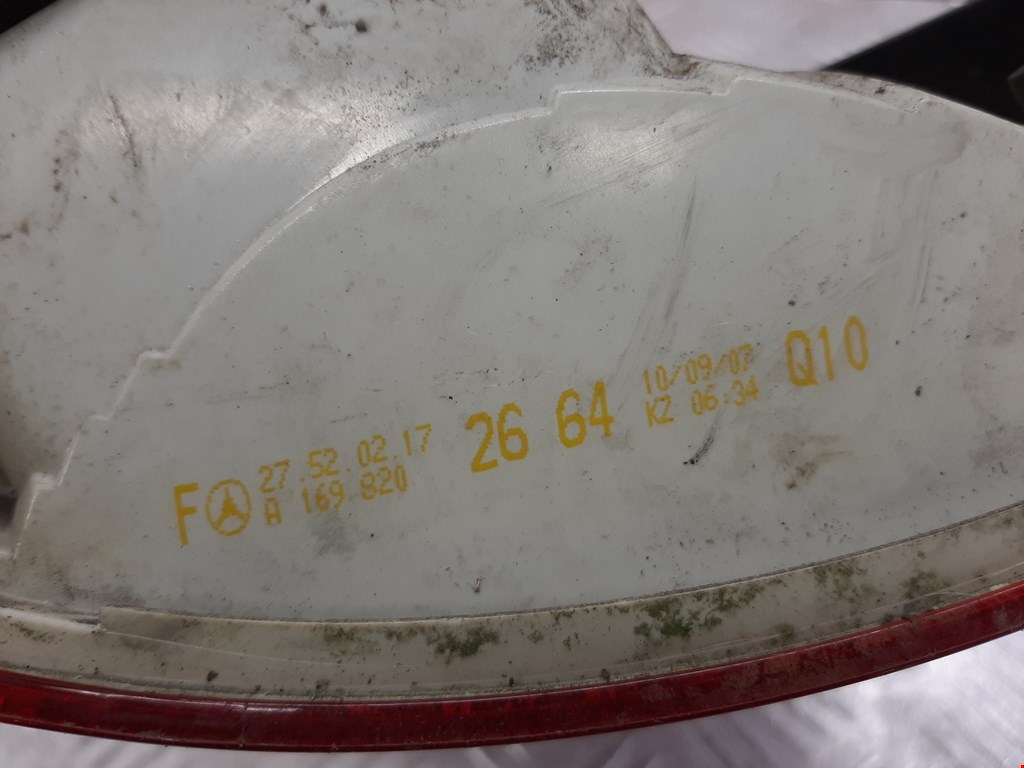 F 27.52.02.17 26 64 10/09/07 Q10
A 169 820 KZ 06:34